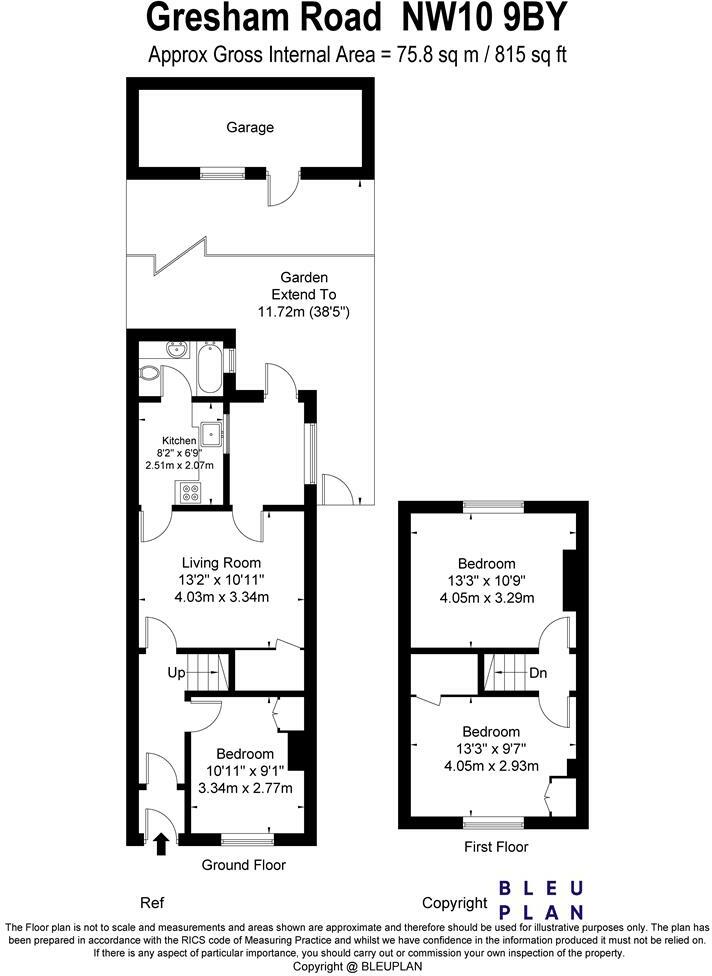 Gresham Road NW10 9BY
Approx Gross Internal Area = 75.8 sq m / 815 sq ft
Garage
Garden
Extend To
11.72m (38'5")
Kitchen
8'2" x 6'9"
2.51m x 2.07m
Living Room
13'2" x 10'11"
4.03m x 3.34m
Up
Bedroom
10'11" x 9'1"
3.34m x 2.77m
Ground Floor
Bedroom
13'3" x 10'9"
4.05m x 3.29m
Dn
Bedroom
13'3" x 9'7"
4.05m x 2.93m
First Floor
Ref
Copyright
BLEU
PLAN
The Floor plan is not to scale and measurements and areas shown are approximate and therefore should be used for illustrative purposes only. The plan has
been prepared in accordance with the RICS code of Measuring Practice and whilst we have confidence in the information produced it must not be relied on.
If there is any aspect of particular importance, you should carry out or commission your own inspection of the property.
Copyright @ BLEUPLAN